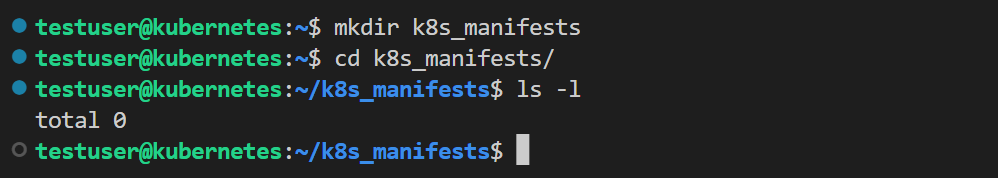 testuser@kubernetes:~$ mkdir k8s_manifests
testuser@kubernetes:~$ cd k8s_manifests/
testuser@kubernetes:~/k8s_manifests$ ls -l
total 0
testuser@kubernetes:~/k8s_manifests$